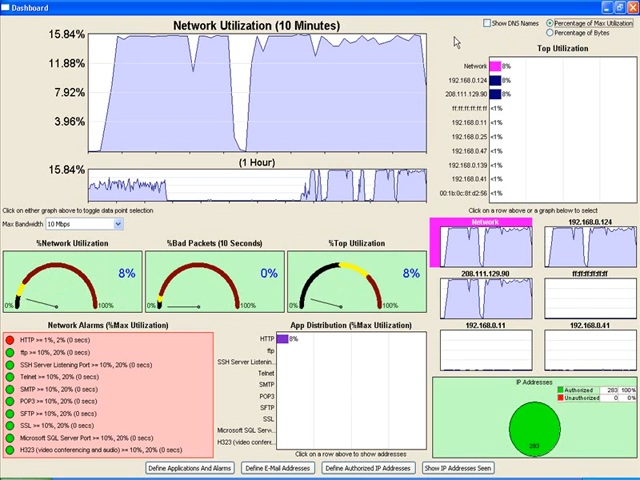 Dashboard
Network Utilization (10 Minutes)
Show DNS Names
Percentage of Max Utilization
Percentage of Bytes
15.84%
11.88%
7.92%
3.96%
Top Utilization
Network 8%
192.168.0.124 8%
208.111.129.90 8%
ff:ff:ff:ff:ff:ff <1%
192.168.0.11 <1%
192.168.0.25 <1%
192.168.0.47 <1%
192.168.0.139 <1%
192.168.0.41 <1%
00:1b:0c:8f:d2:56 <1%
(1 Hour)
15.84%
Click on either graph above to toggle data point selection
Click on a row above or a graph below to select
Max Bandwidth 10 Mbps
Network
192.168.0.124
208.111.129.90
ff:ff:ff:ff:ff:ff
192.168.0.11
192.168.0.41
%Network Utilization
8%
0% 100%
%Bad Packets (10 Seconds)
0%
0% 100%
%Top Utilization
8%
0% 100%
Network Alarms (%Max Utilization)
HTTP >= 1%, 2% (0 secs)
ftp >= 10%, 20% (0 secs)
SSH Server Listening Port >= 10%, 20% (0 secs)
Telnet >= 10%, 20% (0 secs)
SMTP >= 10%, 20% (0 secs)
POP3 >= 10%, 20% (0 secs)
SFTP >= 10%, 20% (0 secs)
SSL >= 10%, 20% (0 secs)
Microsoft SQL Server Port >= 10%, 20% (0 secs)
H323 (video conferencing and audio) >= 10%, 20% (0 secs)
App Distribution (%Max Utilization)
HTTP 8%
ftp
SSH Server Listenin...
Telnet
SMTP
POP3
SFTP
SSL
Microsoft SQL Serv...
H323 (video confer...
Click on a row above to show addresses
IP Addresses
Authorized 283 100%
Unauthorized 0 0%
283
Define Applications And Alarms
Define E-Mail Addresses
Define Authorized IP Addresses
Show IP Addresses Seen